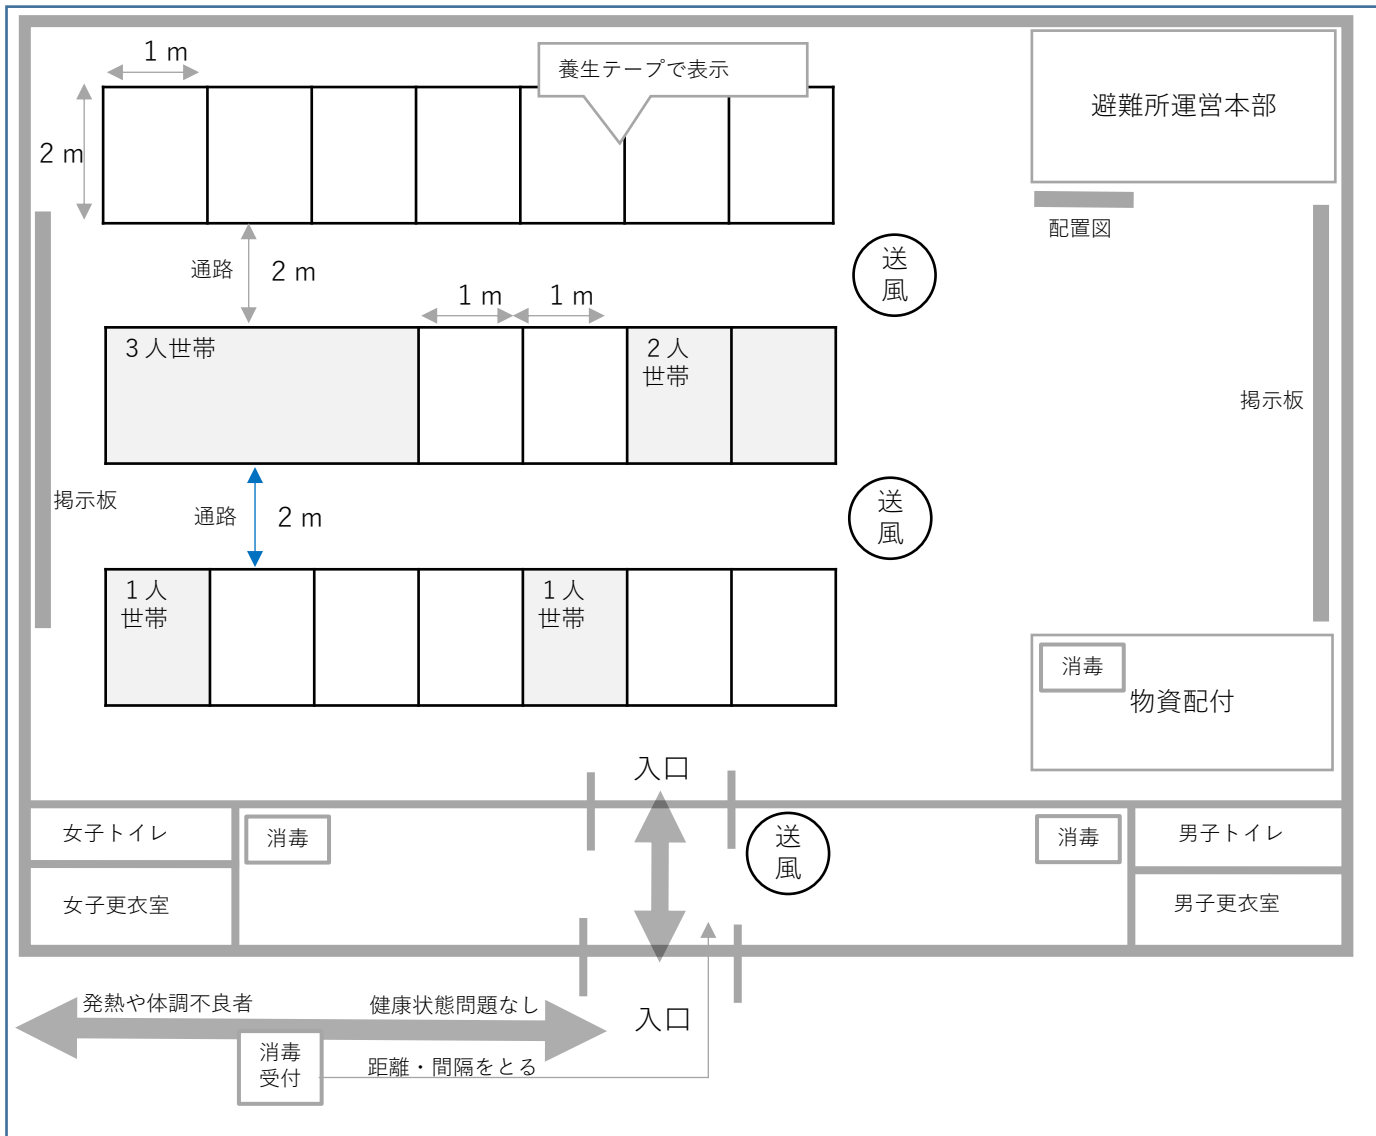 1 m
養生テープで表示
避難所運営本部
2 m
配置図
通路
2 m
送
風
1 m
1 m
3 人世帯
2 人
世帯
掲示板
掲示板
通路
2 m
送
風
1 人
世帯
1 人
世帯
消毒
物資配付
入口
女子トイレ
消毒
送
風
消毒
男子トイレ
女子更衣室
男子更衣室
発熱や体調不良者
健康状態問題なし
入口
消毒
受付
距離・間隔をとる